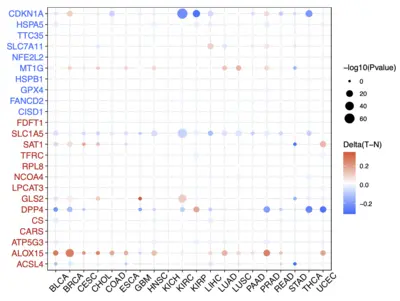 CDKN1A
HSPA5
TTC35
SLC7A11
NFE2L2
MT1G
HSPB1
GPX4
FANCD2
CISD1
FDFT1
SLC1A5
SAT1
TFRC
RPL8
NCOA4
LPCAT3
GLS2
DPP4
CS
CARS
ATP5G3
ALOX15
ACSL4
BLCA
BRCA
CESC
CHOL
COAD
ESCA
GBM
HNSC
KICH
KIRC
KIRP
LIHC
LUAD
LUSC
PAAD
PRAD
READ
STAD
THCA
UCEC
−log10(Pvalue)
0
20
40
60
Delta(T−N)
0.2
0.0
−0.2